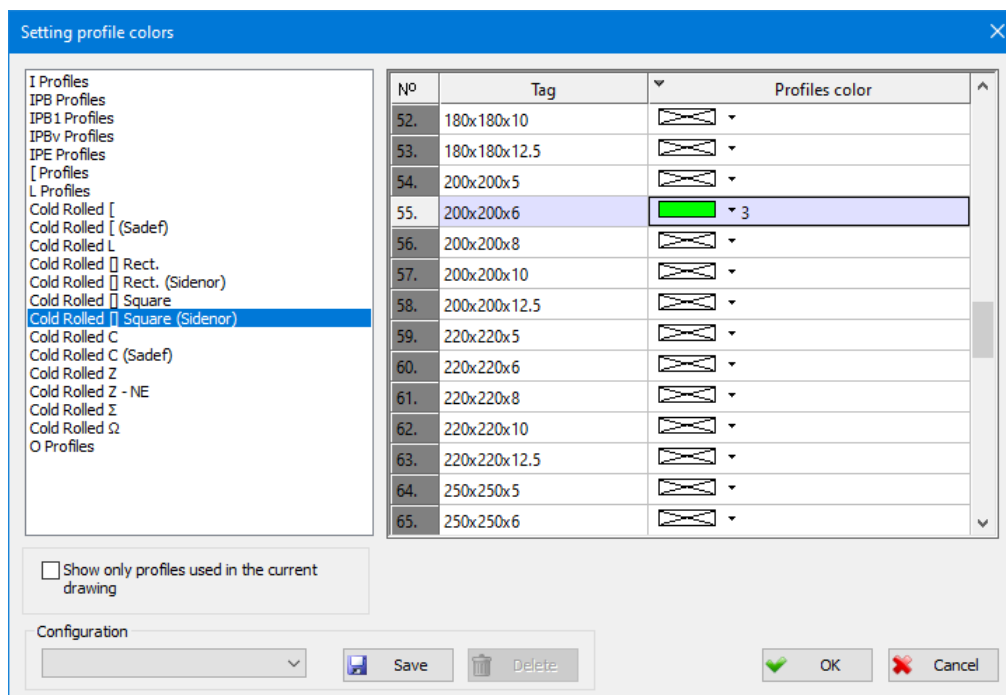 Setting profile colors
I Profiles
IPB Profiles
IPB1 Profiles
IPBv Profiles
IPE Profiles
[ Profiles
L Profiles
Cold Rolled [
Cold Rolled [ (Sadef)
Cold Rolled L
Cold Rolled [] Rect.
Cold Rolled [] Rect. (Sidenor)
Cold Rolled [] Square
Cold Rolled [] Square (Sidenor)
Cold Rolled C
Cold Rolled C (Sadef)
Cold Rolled Z
Cold Rolled Z - NE
Cold Rolled Σ
Cold Rolled Ω
O Profiles
Nº Tag Profiles color
52. 180x180x10
53. 180x180x12.5
54. 200x200x5
55. 200x200x6 3
56. 200x200x8
57. 200x200x10
58. 200x200x12.5
59. 220x220x5
60. 220x220x6
61. 220x220x8
62. 220x220x10
63. 220x220x12.5
64. 250x250x5
65. 250x250x6
Show only profiles used in the current
drawing
Configuration
Save Delete OK Cancel